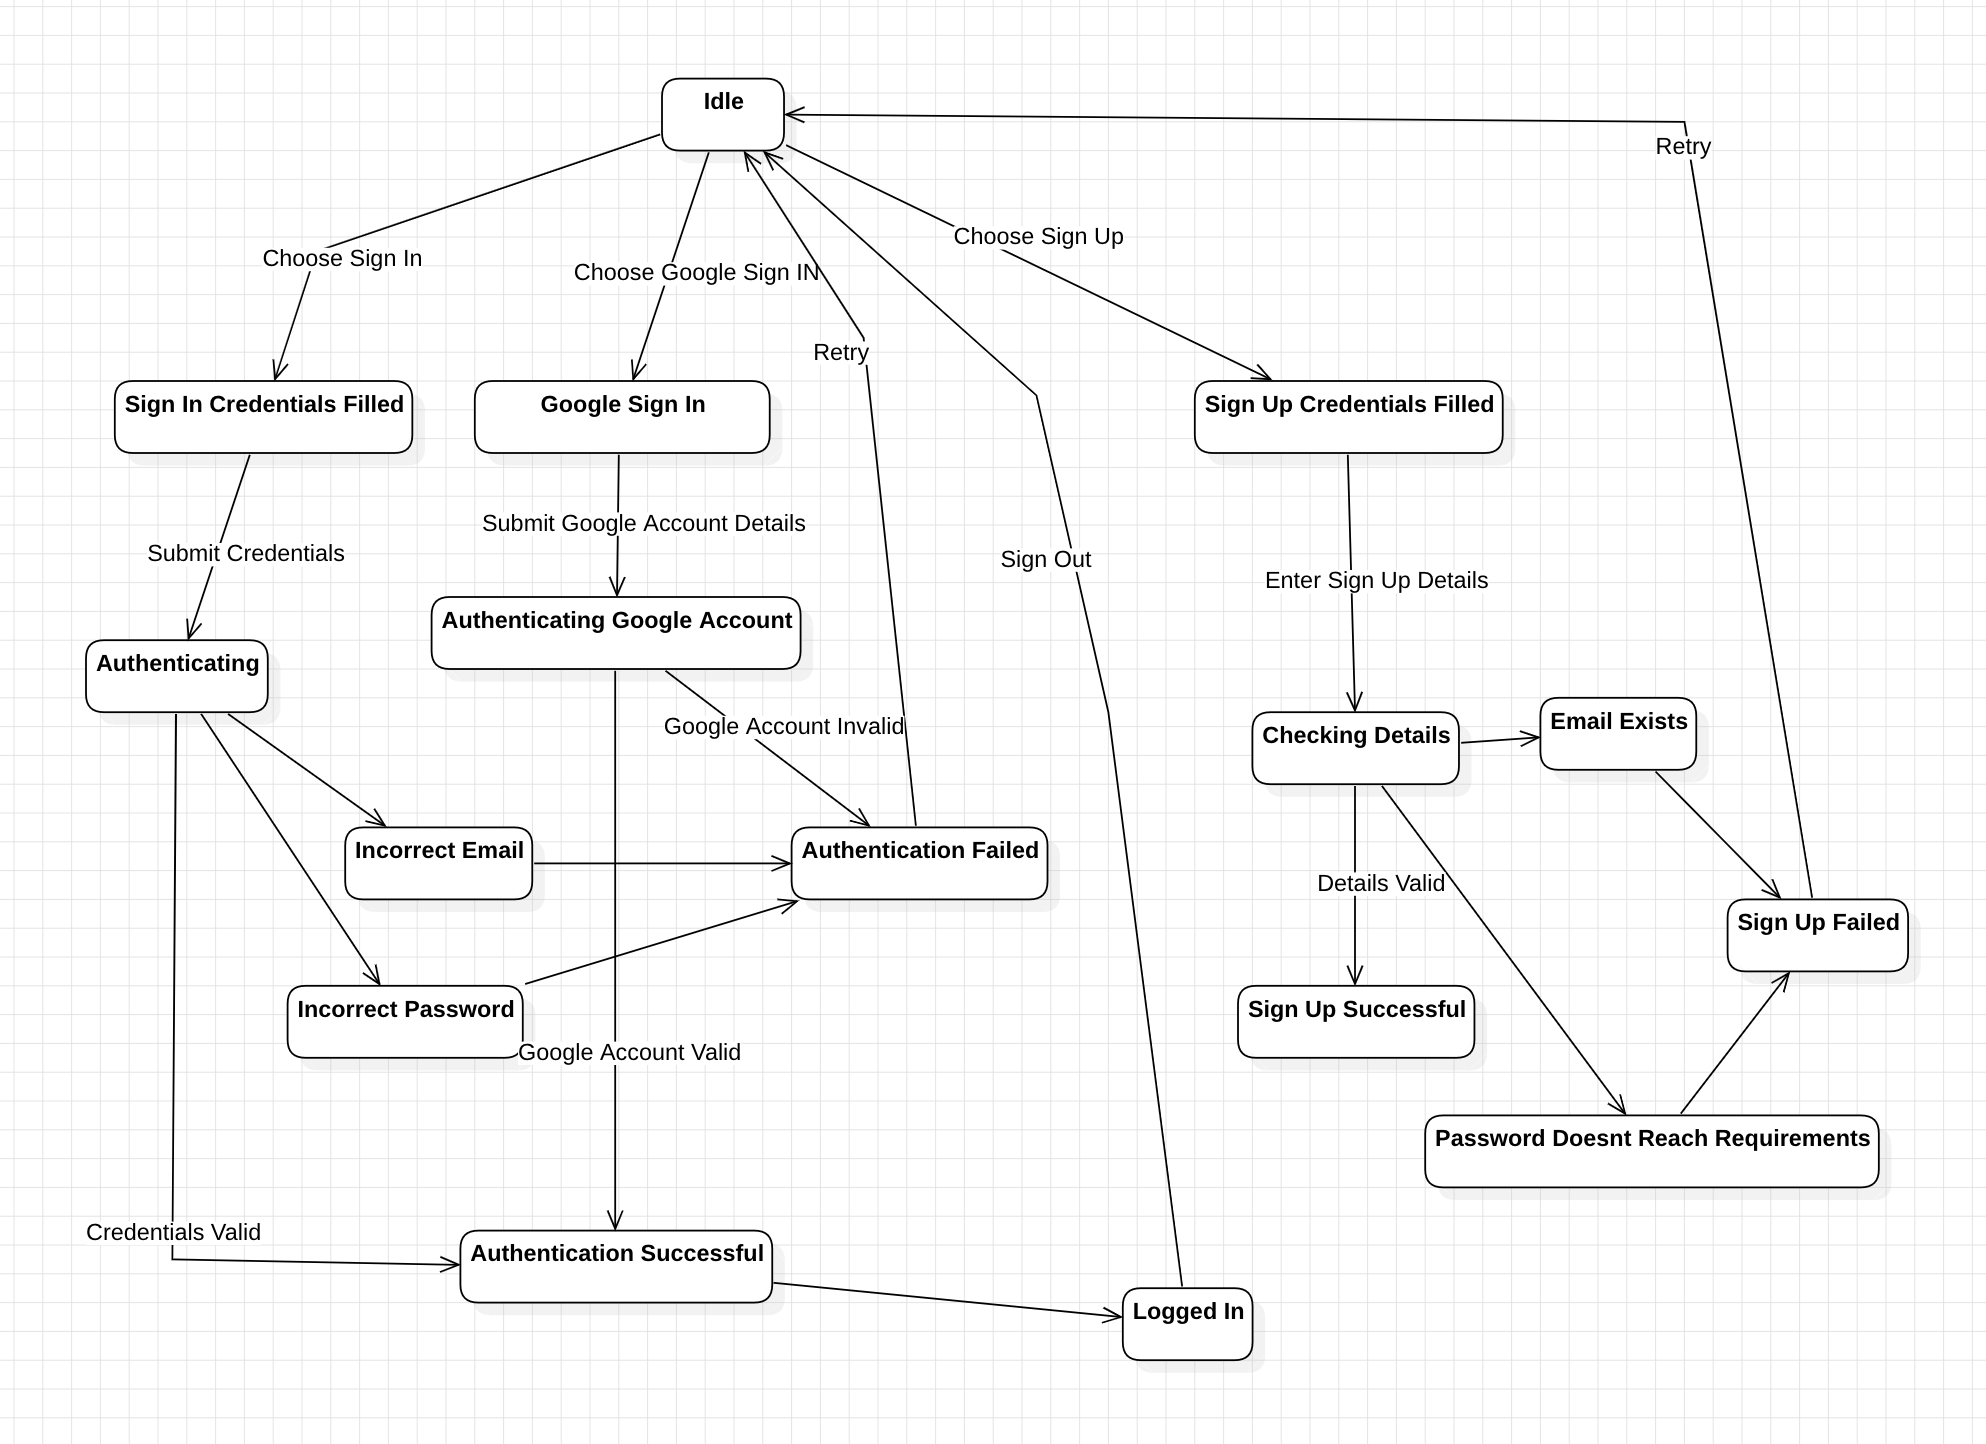 Idle
Retry
Choose Sign Up
Choose Sign In
Choose Google Sign IN
Retry
Sign In Credentials Filled
Google Sign In
Sign Up Credentials Filled
Submit Google Account Details
Submit Credentials
Sign Out
Enter Sign Up Details
Authenticating Google Account
Authenticating
Google Account Invalid
Checking Details
Email Exists
Incorrect Email
Authentication Failed
Details Valid
Sign Up Failed
Incorrect Password
Sign Up Successful
Google Account Valid
Password Doesnt Reach Requirements
Credentials Valid
Authentication Successful
Logged In